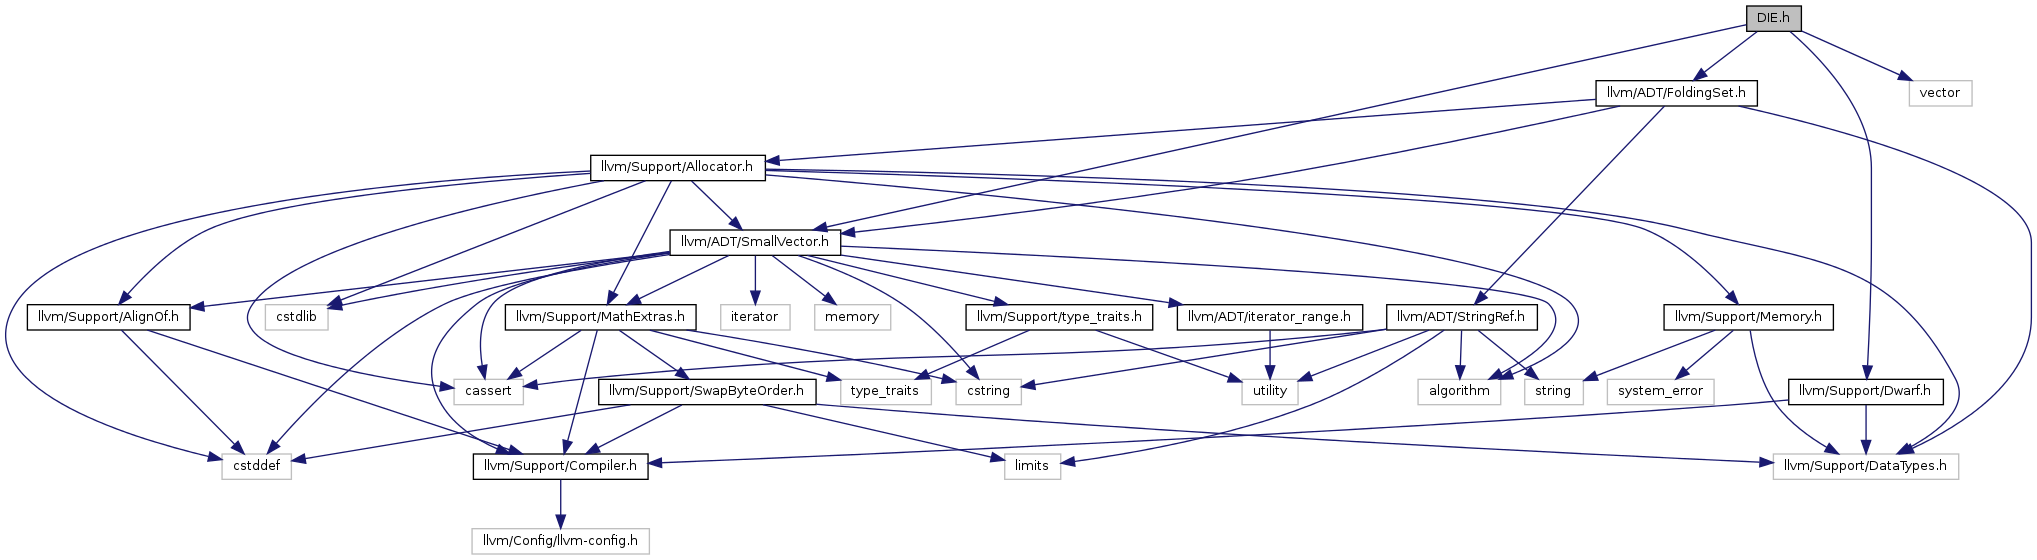 DIE.h
llvm/ADT/FoldingSet.h
vector
llvm/Support/Allocator.h
llvm/ADT/SmallVector.h
llvm/Support/AlignOf.h
cstdlib
llvm/Support/MathExtras.h
iterator
memory
llvm/Support/type_traits.h
llvm/ADT/iterator_range.h
llvm/ADT/StringRef.h
llvm/Support/Memory.h
cassert
llvm/Support/SwapByteOrder.h
type_traits
cstring
utility
algorithm
string
system_error
llvm/Support/Dwarf.h
cstddef
llvm/Support/Compiler.h
limits
llvm/Support/DataTypes.h
llvm/Config/llvm-config.h